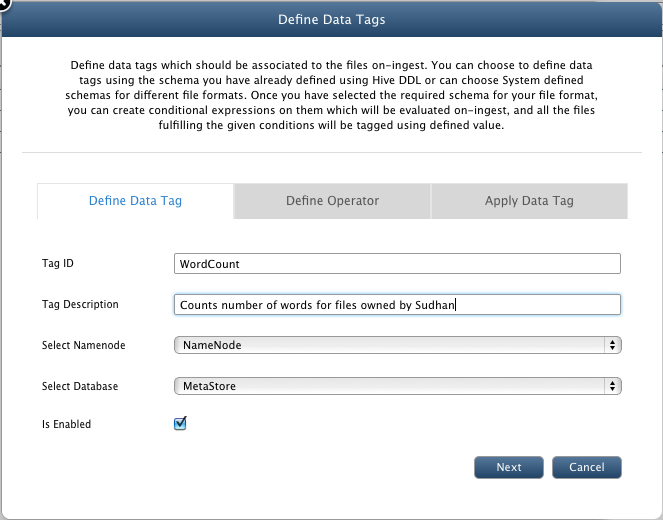 Define Data Tags
Define data tags which should be associated to the files on-ingest. You can choose to define data
tags using the schema you have already defined using Hive DDL or can choose System defined
schemas for different file formats. Once you have selected the required schema for your file format,
you can create conditional expressions on them which will be evaluated on-ingest, and all the files
fulfilling the given conditions will be tagged using defined value.
Define Data Tag
Define Operator
Apply Data Tag
Tag ID
WordCount
Tag Description
Counts number of words for files owned by Sudhan
Select Namenode
NameNode
Select Database
MetaStore
Is Enabled
Next
Cancel